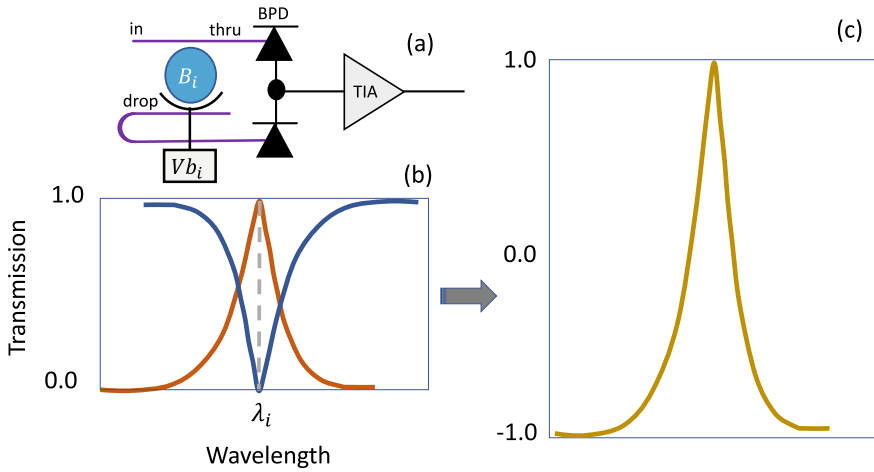 BPD
in
thru
(a)
B_i
TIA
drop
Vb_i
(b)
1.0
0.0
Transmission
λ_i
Wavelength
(c)
1.0
0.0
-1.0